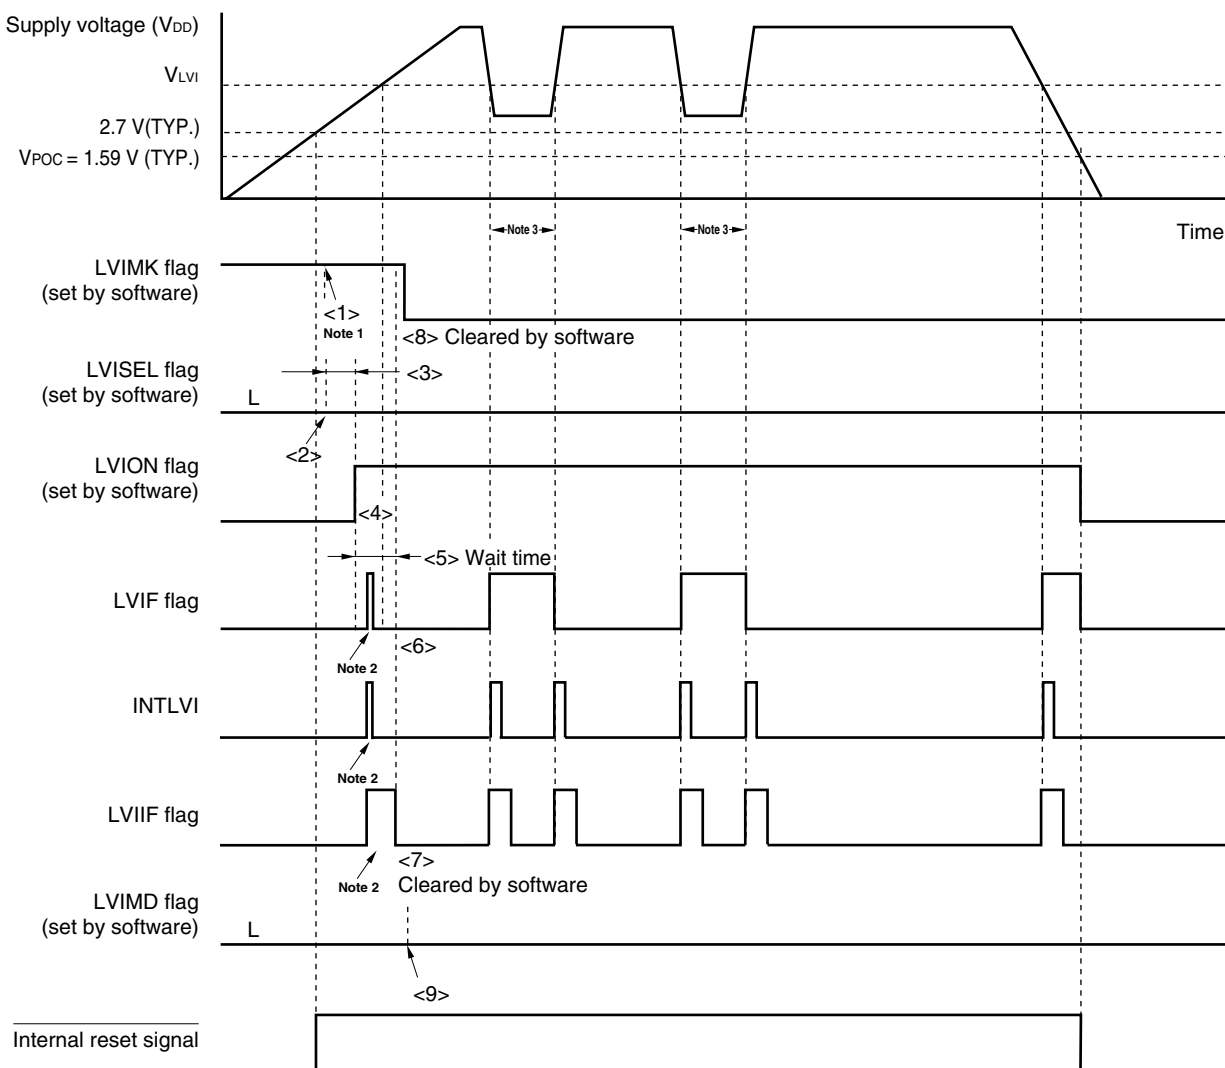 Supply voltage (VDD)
VLVI
2.7 V(TYP.)
VPOC = 1.59 V (TYP.)
Note 3
Note 3
Time
LVIMK flag
(set by software)
<1>
Note 1
<8> Cleared by software
LVISEL flag
(set by software)
L
<3>
<2>
LVION flag
(set by software)
<4>
<5> Wait time
LVIF flag
<6>
Note 2
INTLVI
Note 2
LVIIF flag
<7>
Note 2
Cleared by software
LVIMD flag
(set by software)
L
<9>
Internal reset signal